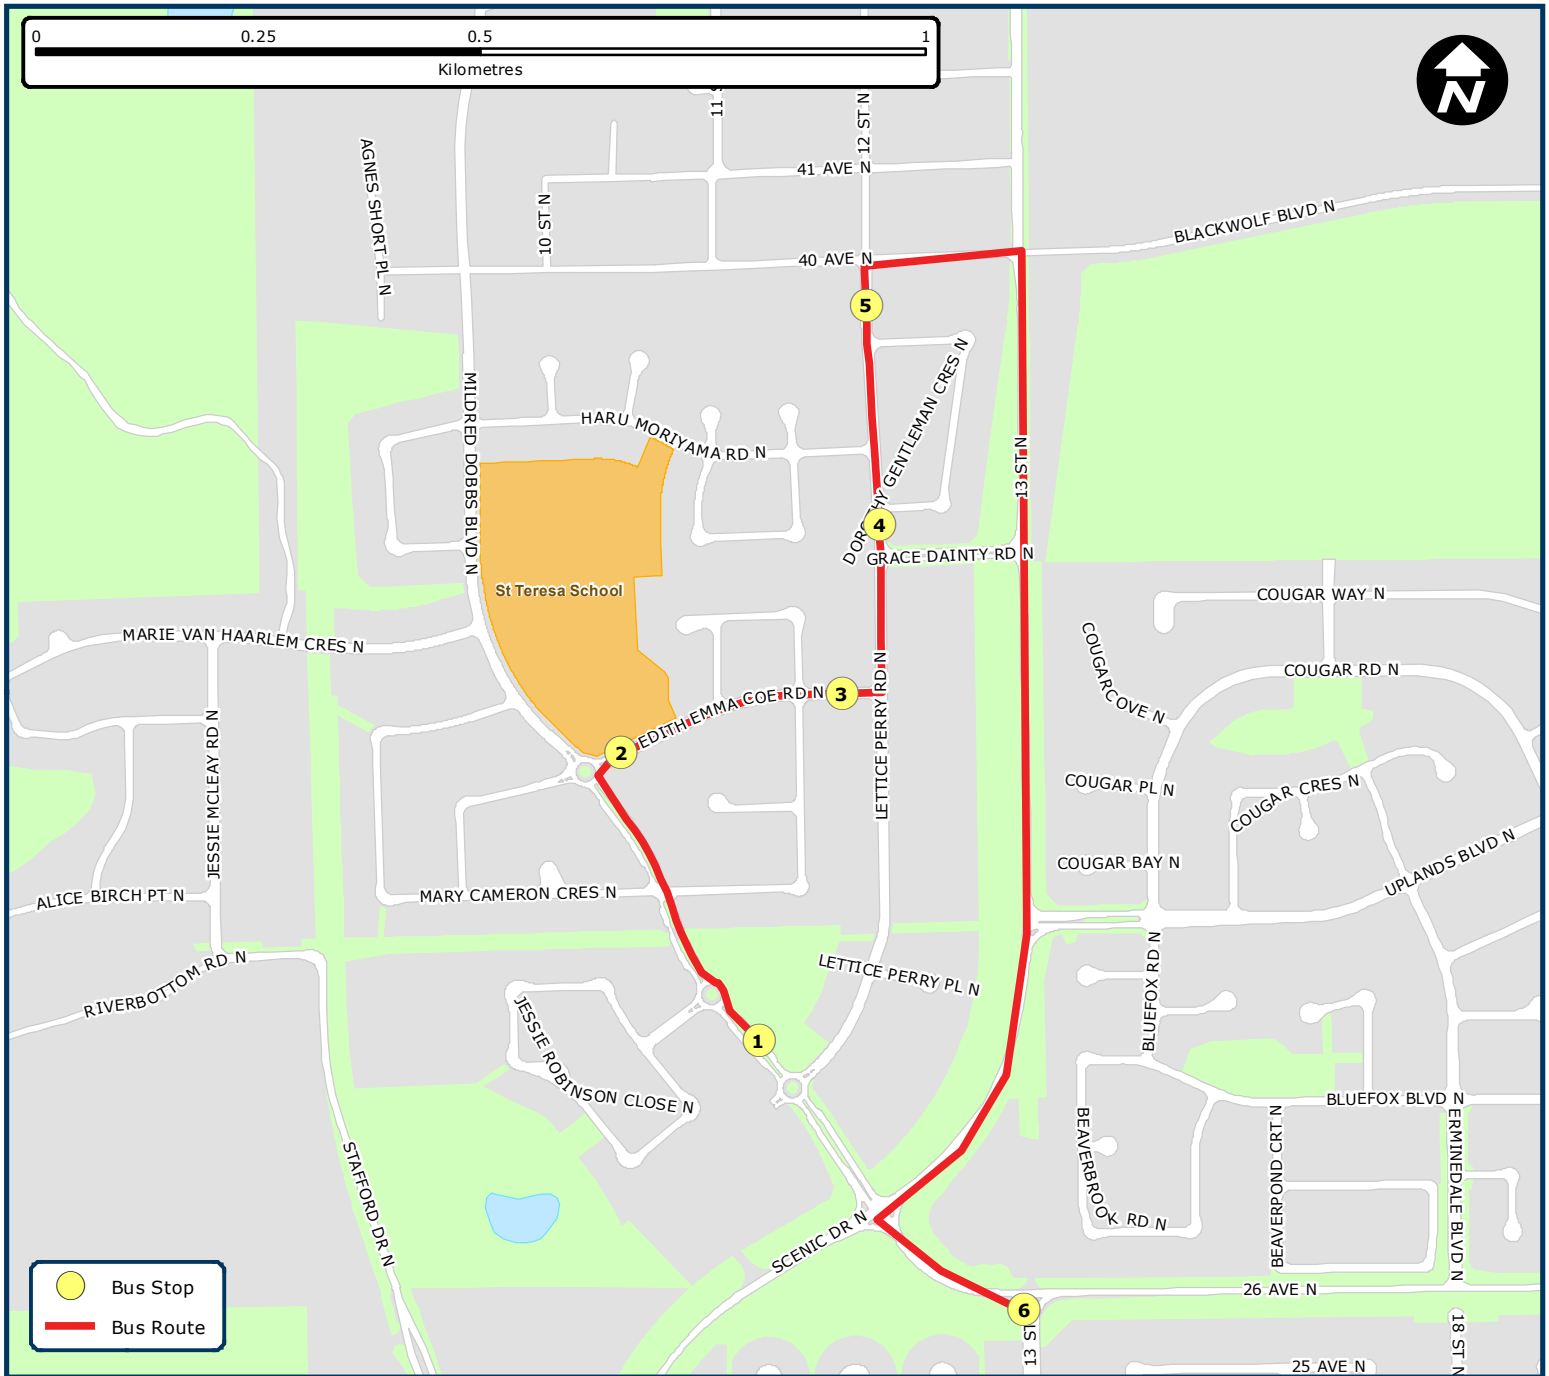 0 0.25 0.5 1
Kilometres
N
11 S
12 ST N
AGNES SHORT PL N
41 AVE N
10 ST N
BLACKWOLF BLVD N
40 AVE N
5
MILDRED DOBBS BLVD N
DOROTHY GENTLEMAN CRES N
HARU MORIYAMA RD N
13 ST N
4
GRACE DAINTY RD N
St Teresa School
COUGAR WAY N
MARIE VAN HAARLEM CRES N
COUGARCOVE N
COUGAR RD N
LETTICE PERRY RD N
3
EDITH EMMA COE RD N
2
JESSIE MCLEAY RD N
COUGAR PL N
COUGAR CRES N
UPLANDS BLVD N
COUGAR BAY N
ALICE BIRCH PT N
MARY CAMERON CRES N
RIVERBOTTOM RD N
LETTICE PERRY PL N
BLUEFOX RD N
JESSIE ROBINSON CLOSE N
1
BLUEFOX BLVD N
BEAVERBROOK RD N
BEAVERPOND CRT N
ERMINEDALE BLVD N
STAFFORD DR N
SCENIC DR N
26 AVE N
6
13 ST
18 ST N
25 AVE N
Bus Stop
Bus Route